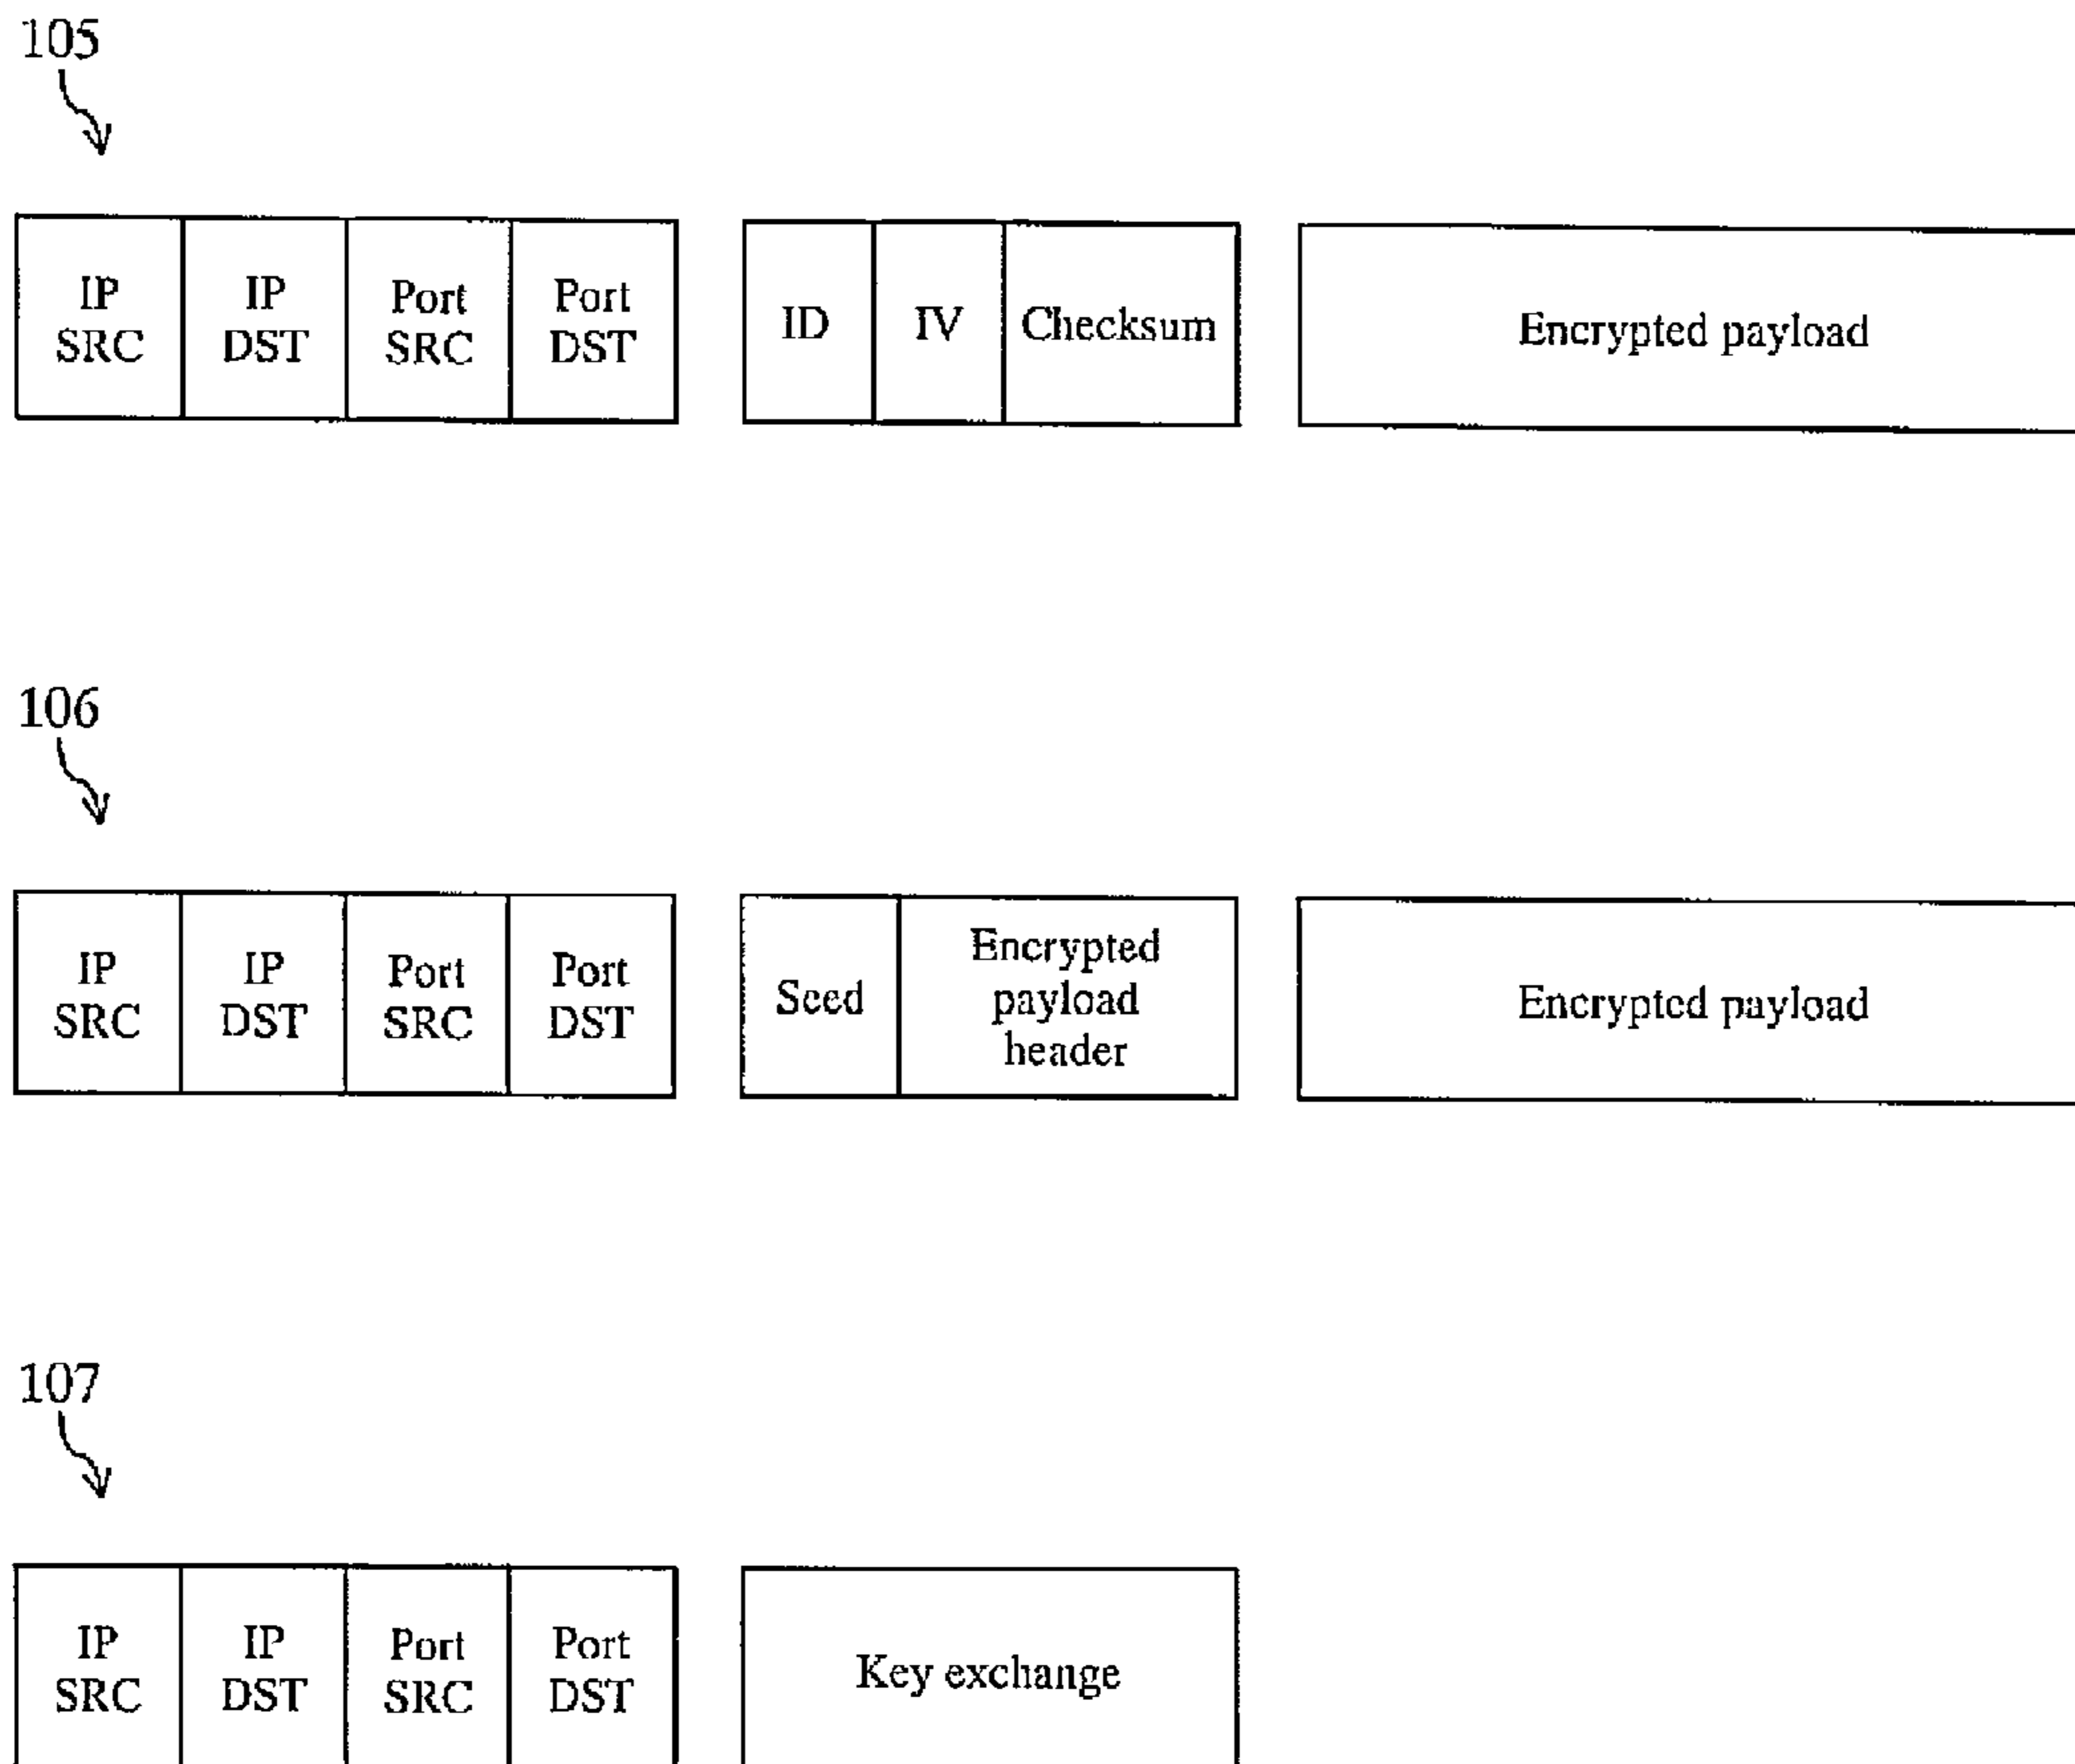 105
IP
SRC
IP
DST
Port
SRC
Port
DST
ID
IV
Checksum
Encrypted payload
106
IP
SRC
IP
DST
Port
SRC
Port
DST
Seed
Encrypted
payload
header
Encrypted payload
107
IP
SRC
IP
DST
Port
SRC
Port
DST
Key exchange